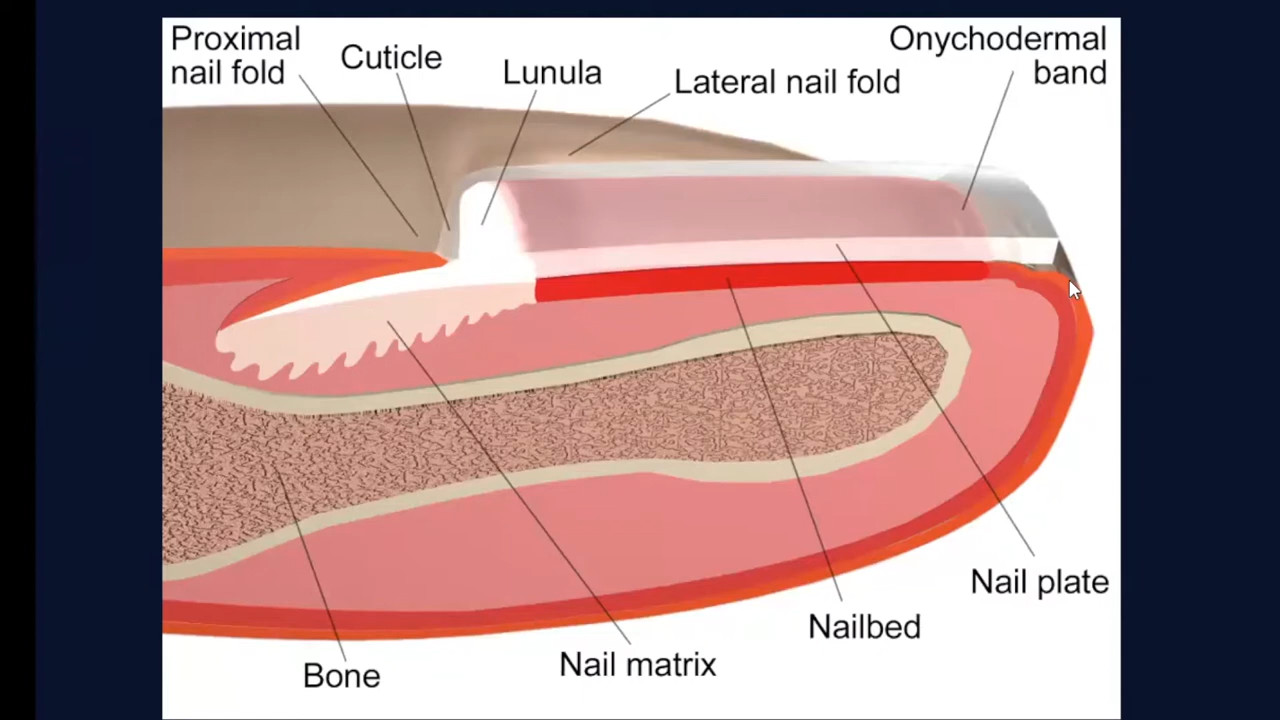 Proximal
nail fold
Cuticle
Lunula
Lateral nail fold
Onychodermal
band
Nail plate
Nailbed
Nail matrix
Bone